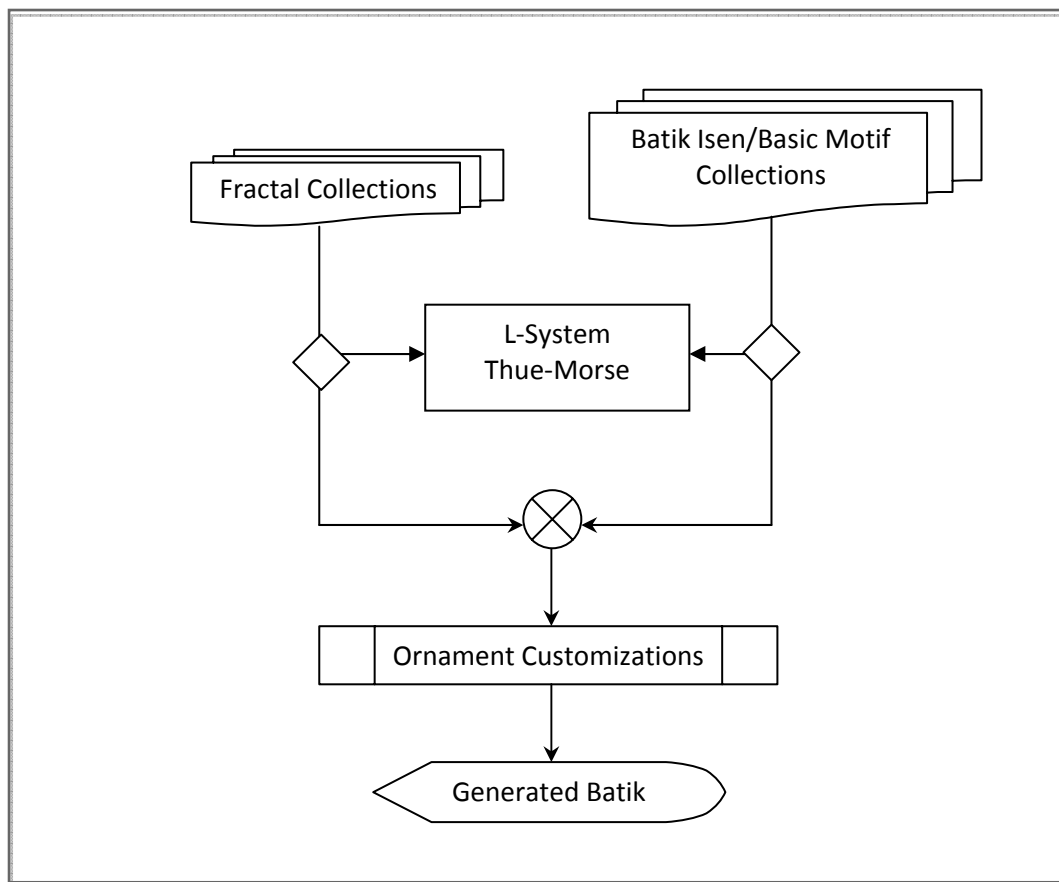 Fractal Collections
Batik Isen/Basic Motif
Collections
L-System
Thue-Morse
Ornament Customizations
Generated Batik